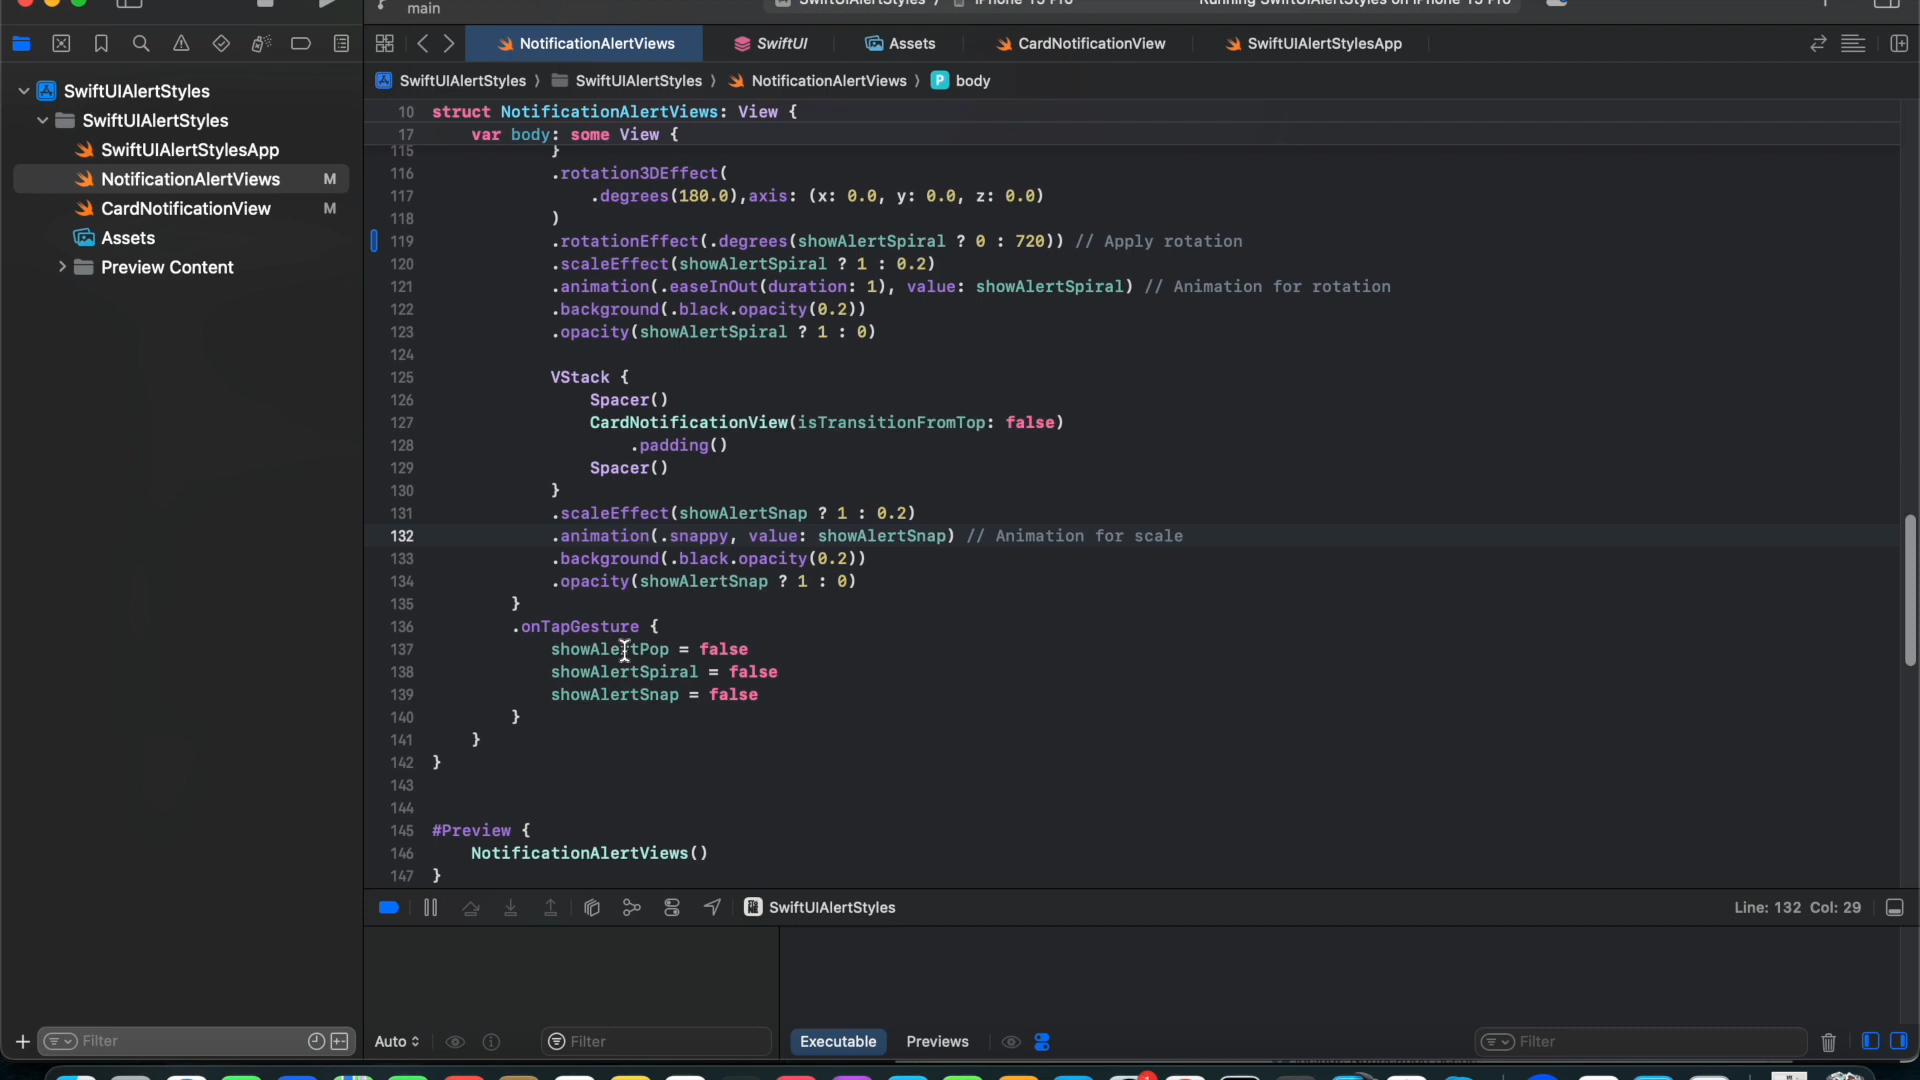 main
NotificationAlertViews
SwiftUI
Assets
CardNotificationView
SwiftUIAlertStylesApp
SwiftUIAlertStyles
SwiftUIAlertStyles
SwiftUIAlertStylesApp
NotificationAlertViews M
CardNotificationView M
Assets
Preview Content
SwiftUIAlertStyles 〉 SwiftUIAlertStyles 〉 NotificationAlertViews 〉 P body
10 struct NotificationAlertViews: View {
17 var body: some View {
115 }
116 .rotation3DEffect(
117 .degrees(180.0),axis: (x: 0.0, y: 0.0, z: 0.0)
118 )
119 .rotationEffect(.degrees(showAlertSpiral ? 0 : 720)) // Apply rotation
120 .scaleEffect(showAlertSpiral ? 1 : 0.2)
121 .animation(.easeInOut(duration: 1), value: showAlertSpiral) // Animation for rotation
122 .background(.black.opacity(0.2))
123 .opacity(showAlertSpiral ? 1 : 0)
124
125 VStack {
126 Spacer()
127 CardNotificationView(isTransitionFromTop: false)
128 .padding()
129 Spacer()
130 }
131 .scaleEffect(showAlertSnap ? 1 : 0.2)
132 .animation(.snappy, value: showAlertSnap) // Animation for scale
133 .background(.black.opacity(0.2))
134 .opacity(showAlertSnap ? 1 : 0)
135 }
136 .onTapGesture {
137 showAlertPop = false
138 showAlertSpiral = false
139 showAlertSnap = false
140 }
141 }
142 }
143
144
145 #Preview {
146 NotificationAlertViews()
147 }
SwiftUIAlertStyles
Line: 132 Col: 29
Filter
Auto
Filter
Executable
Previews
Filter